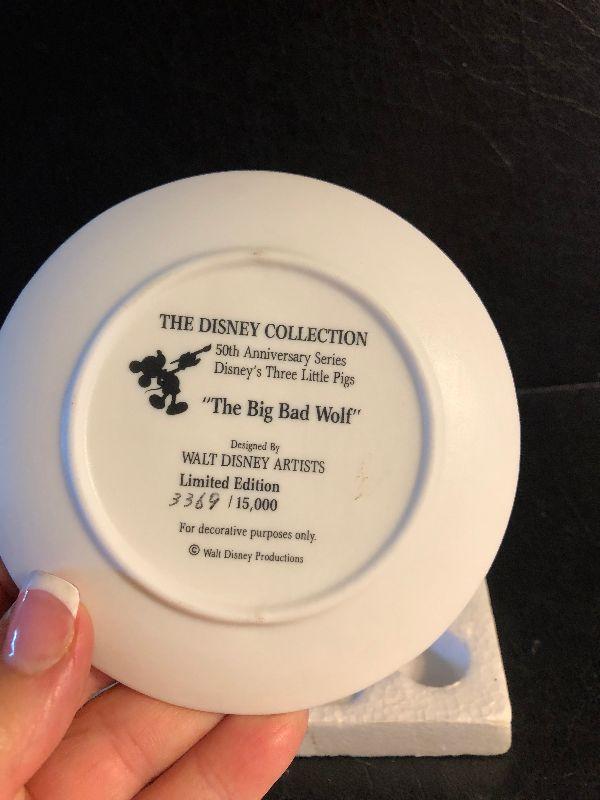 THE DISNEY COLLECTION
50th Anniversary Series
Disney's Three Little Pigs
"The Big Bad Wolf"
Designed By
WALT DISNEY ARTISTS
Limited Edition
3369 / 15,000
For decorative purposes only.
© Walt Disney Productions